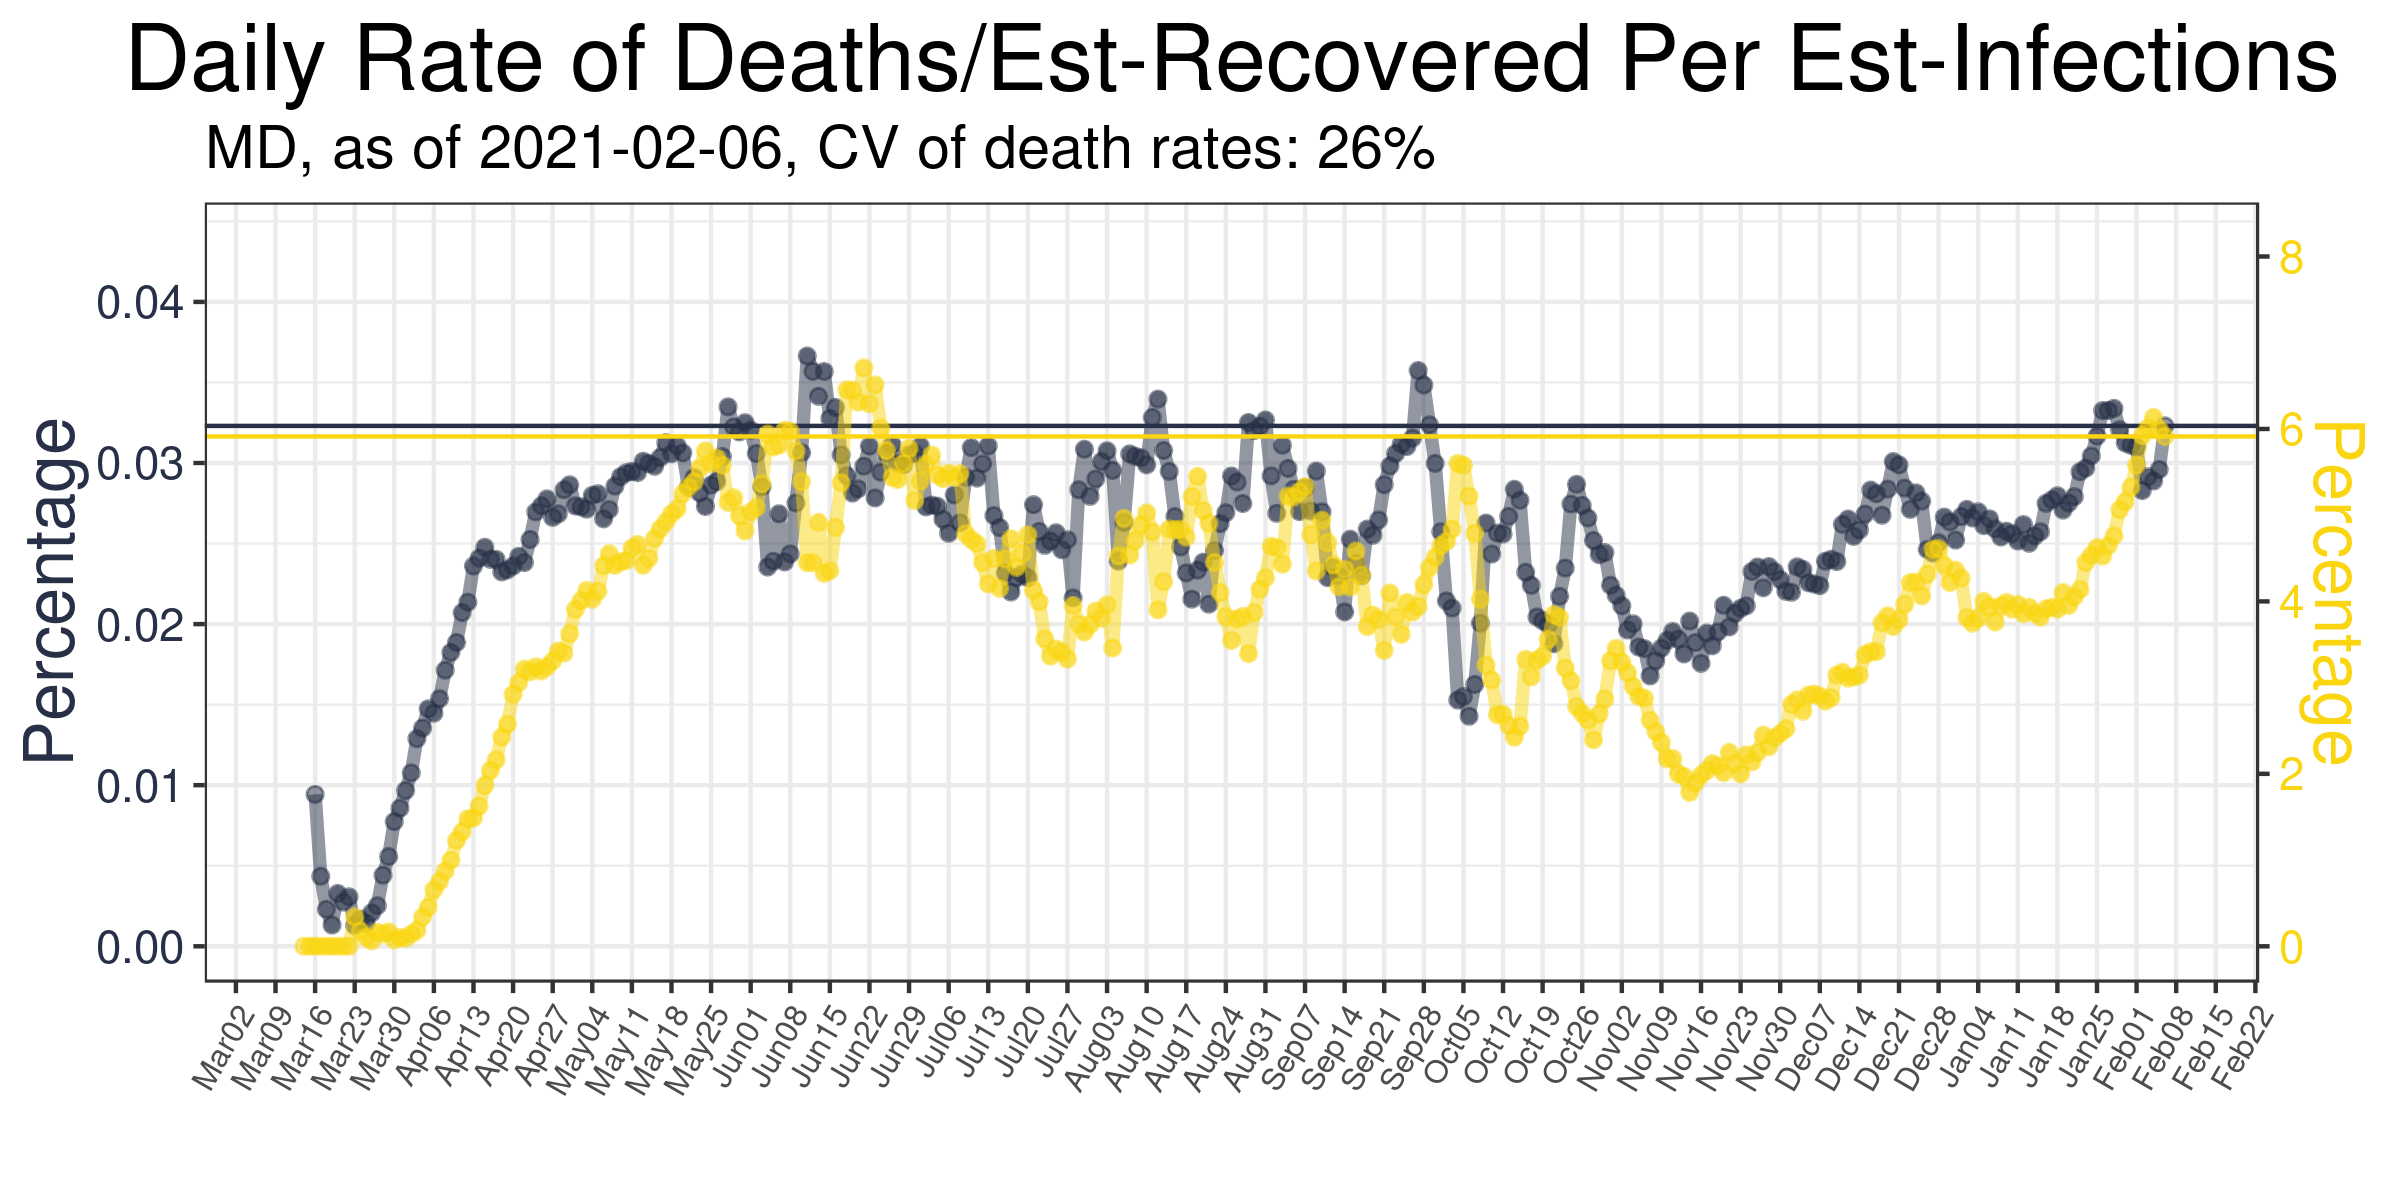 Daily Rate of Deaths/Est-Recovered Per Est-Infections
MD, as of 2021-02-06, CV of death rates: 26%
Percentage
0.04
0.03
0.02
0.01
0.00
8
6
4
2
0
Percentage
Mar02
Mar09
Mar16
Mar23
Mar30
Apr06
Apr13
Apr20
Apr27
May04
May11
May18
May25
Jun01
Jun08
Jun15
Jun22
Jun29
Jul06
Jul13
Jul20
Jul27
Aug03
Aug10
Aug17
Aug24
Aug31
Sep07
Sep14
Sep21
Sep28
Oct05
Oct12
Oct19
Oct26
Nov02
Nov09
Nov16
Nov23
Nov30
Dec07
Dec14
Dec21
Dec28
Jan04
Jan11
Jan18
Jan25
Feb01
Feb08
Feb15
Feb22